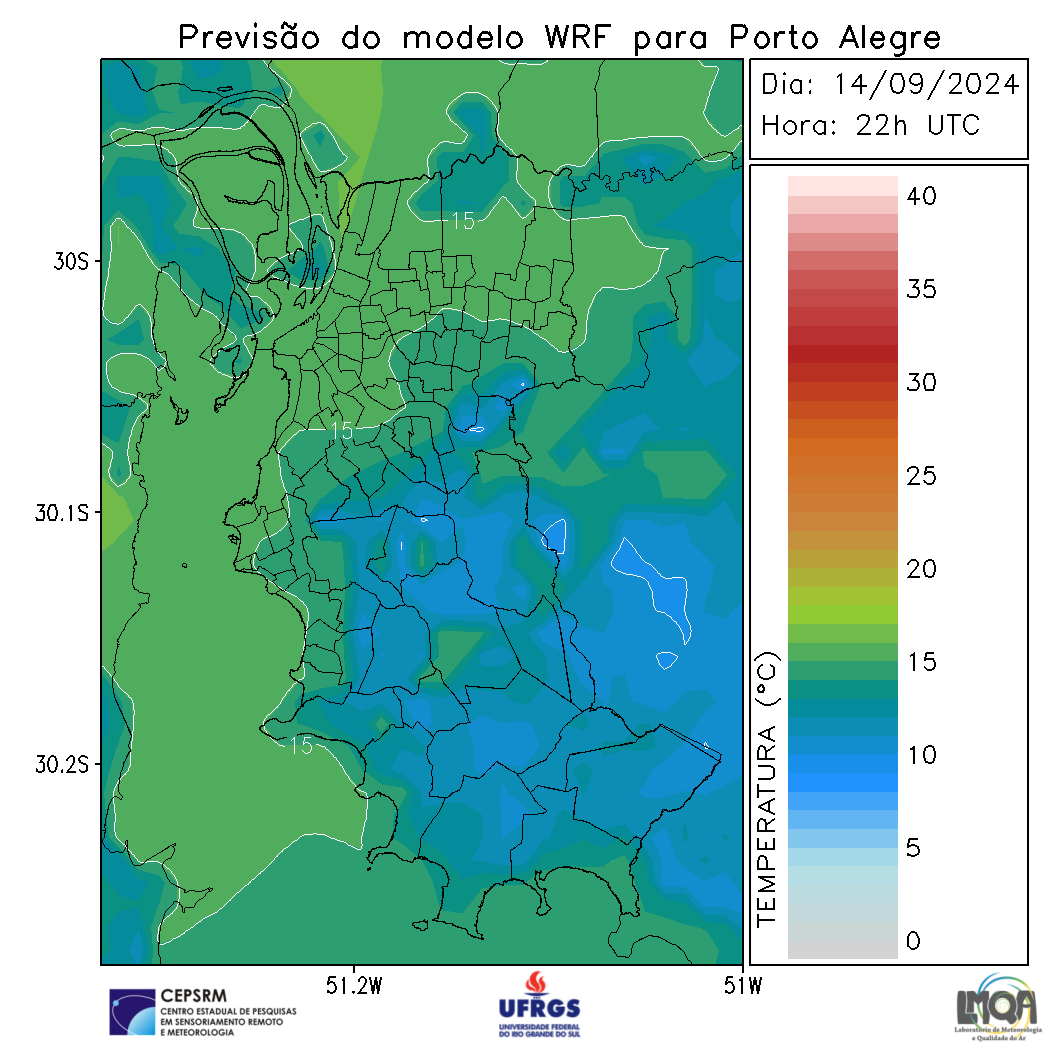 Previsão do modelo WRF para Porto Alegre
Dia: 14/09/2024
Hora: 22h UTC
40
35
30
25
20
15
10
5
0
TEMPERATURA (°C)
30S
30.1S
30.2S
51.2W
51W
15
15
15
CEPSRM
CENTRO ESTADUAL DE PESQUISAS
EM SENSORIAMENTO REMOTO
E METEOROLOGIA
UFRGS
UNIVERSIDADE FEDERAL
DO RIO GRANDE DO SUL
LMQA
Laboratório de Meteorologia
e Qualidade do Ar